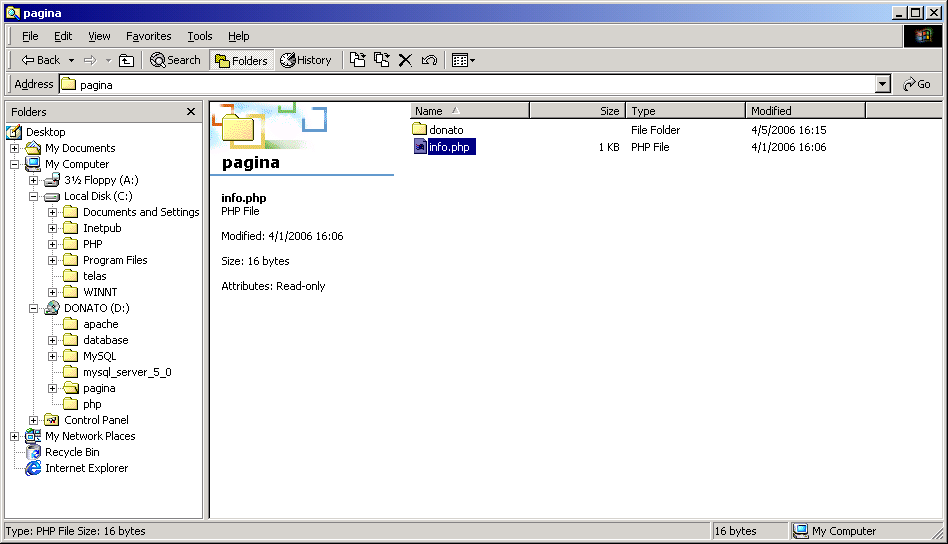 pagina
File Edit View Favorites Tools Help
Back Search Folders History
Address pagina Go
Folders
Desktop
My Documents
My Computer
3½ Floppy (A:)
Local Disk (C:)
Documents and Settings
Inetpub
PHP
Program Files
telas
WINNT
DONATO (D:)
apache
database
MySQL
mysql_server_5_0
pagina
php
Control Panel
My Network Places
Recycle Bin
Internet Explorer
pagina
info.php
PHP File
Modified: 4/1/2006 16:06
Size: 16 bytes
Attributes: Read-only
Name Size Type Modified
donato File Folder 4/5/2006 16:15
info.php 1 KB PHP File 4/1/2006 16:06
Type: PHP File Size: 16 bytes 16 bytes My Computer